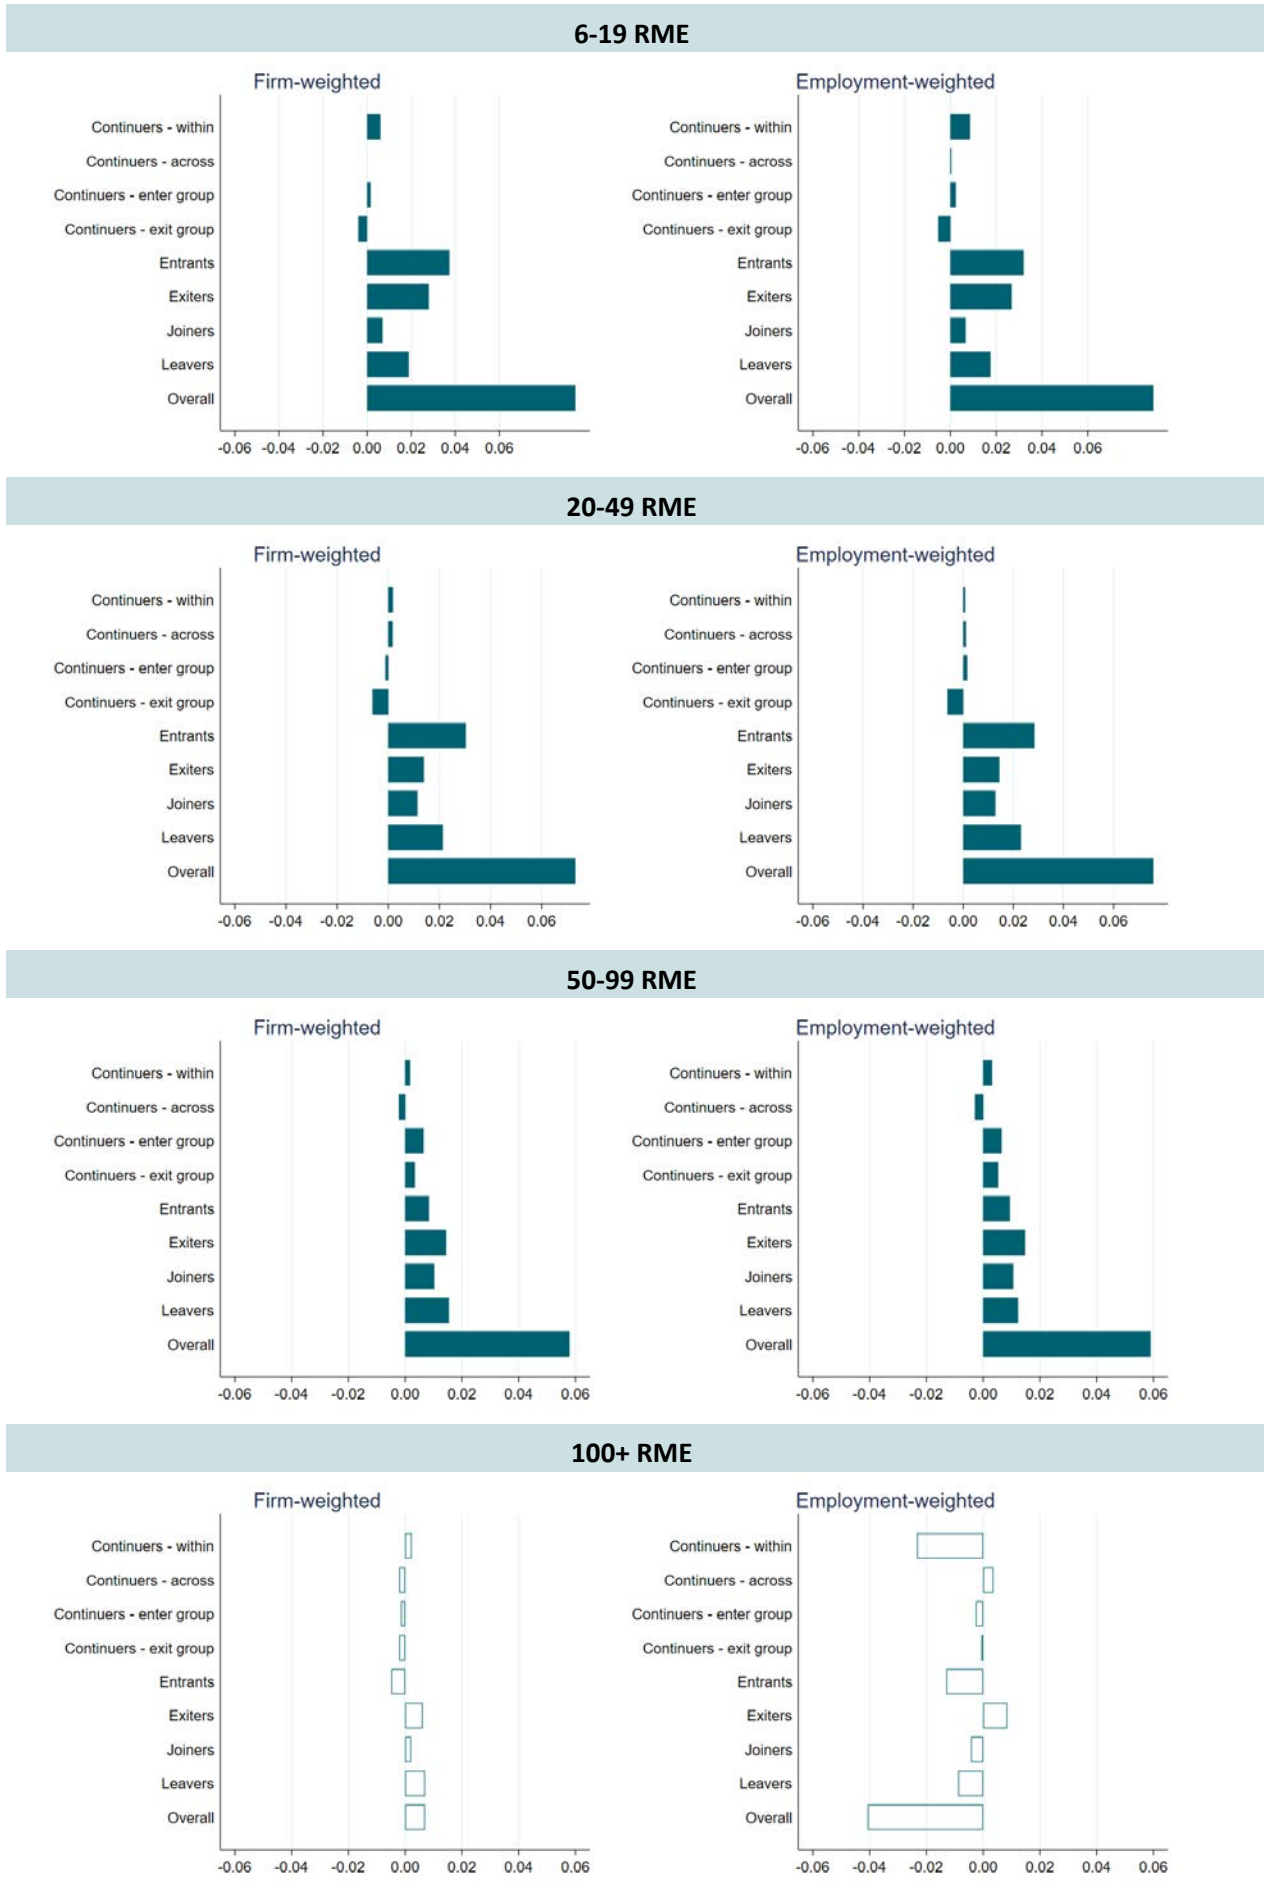 6-19 RME
Firm-weighted
Continuers - within
Continuers - across
Continuers - enter group
Continuers - exit group
Entrants
Exiters
Joiners
Leavers
Overall
-0.06 -0.04 -0.02 0.00 0.02 0.04 0.06
Employment-weighted
Continuers - within
Continuers - across
Continuers - enter group
Continuers - exit group
Entrants
Exiters
Joiners
Leavers
Overall
-0.06 -0.04 -0.02 0.00 0.02 0.04 0.06
20-49 RME
Firm-weighted
Continuers - within
Continuers - across
Continuers - enter group
Continuers - exit group
Entrants
Exiters
Joiners
Leavers
Overall
-0.06 -0.04 -0.02 0.00 0.02 0.04 0.06
Employment-weighted
Continuers - within
Continuers - across
Continuers - enter group
Continuers - exit group
Entrants
Exiters
Joiners
Leavers
Overall
-0.06 -0.04 -0.02 0.00 0.02 0.04 0.06
50-99 RME
Firm-weighted
Continuers - within
Continuers - across
Continuers - enter group
Continuers - exit group
Entrants
Exiters
Joiners
Leavers
Overall
-0.06 -0.04 -0.02 0.00 0.02 0.04 0.06
Employment-weighted
Continuers - within
Continuers - across
Continuers - enter group
Continuers - exit group
Entrants
Exiters
Joiners
Leavers
Overall
-0.06 -0.04 -0.02 0.00 0.02 0.04 0.06
100+ RME
Firm-weighted
Continuers - within
Continuers - across
Continuers - enter group
Continuers - exit group
Entrants
Exiters
Joiners
Leavers
Overall
-0.06 -0.04 -0.02 0.00 0.02 0.04 0.06
Employment-weighted
Continuers - within
Continuers - across
Continuers - enter group
Continuers - exit group
Entrants
Exiters
Joiners
Leavers
Overall
-0.06 -0.04 -0.02 0.00 0.02 0.04 0.06